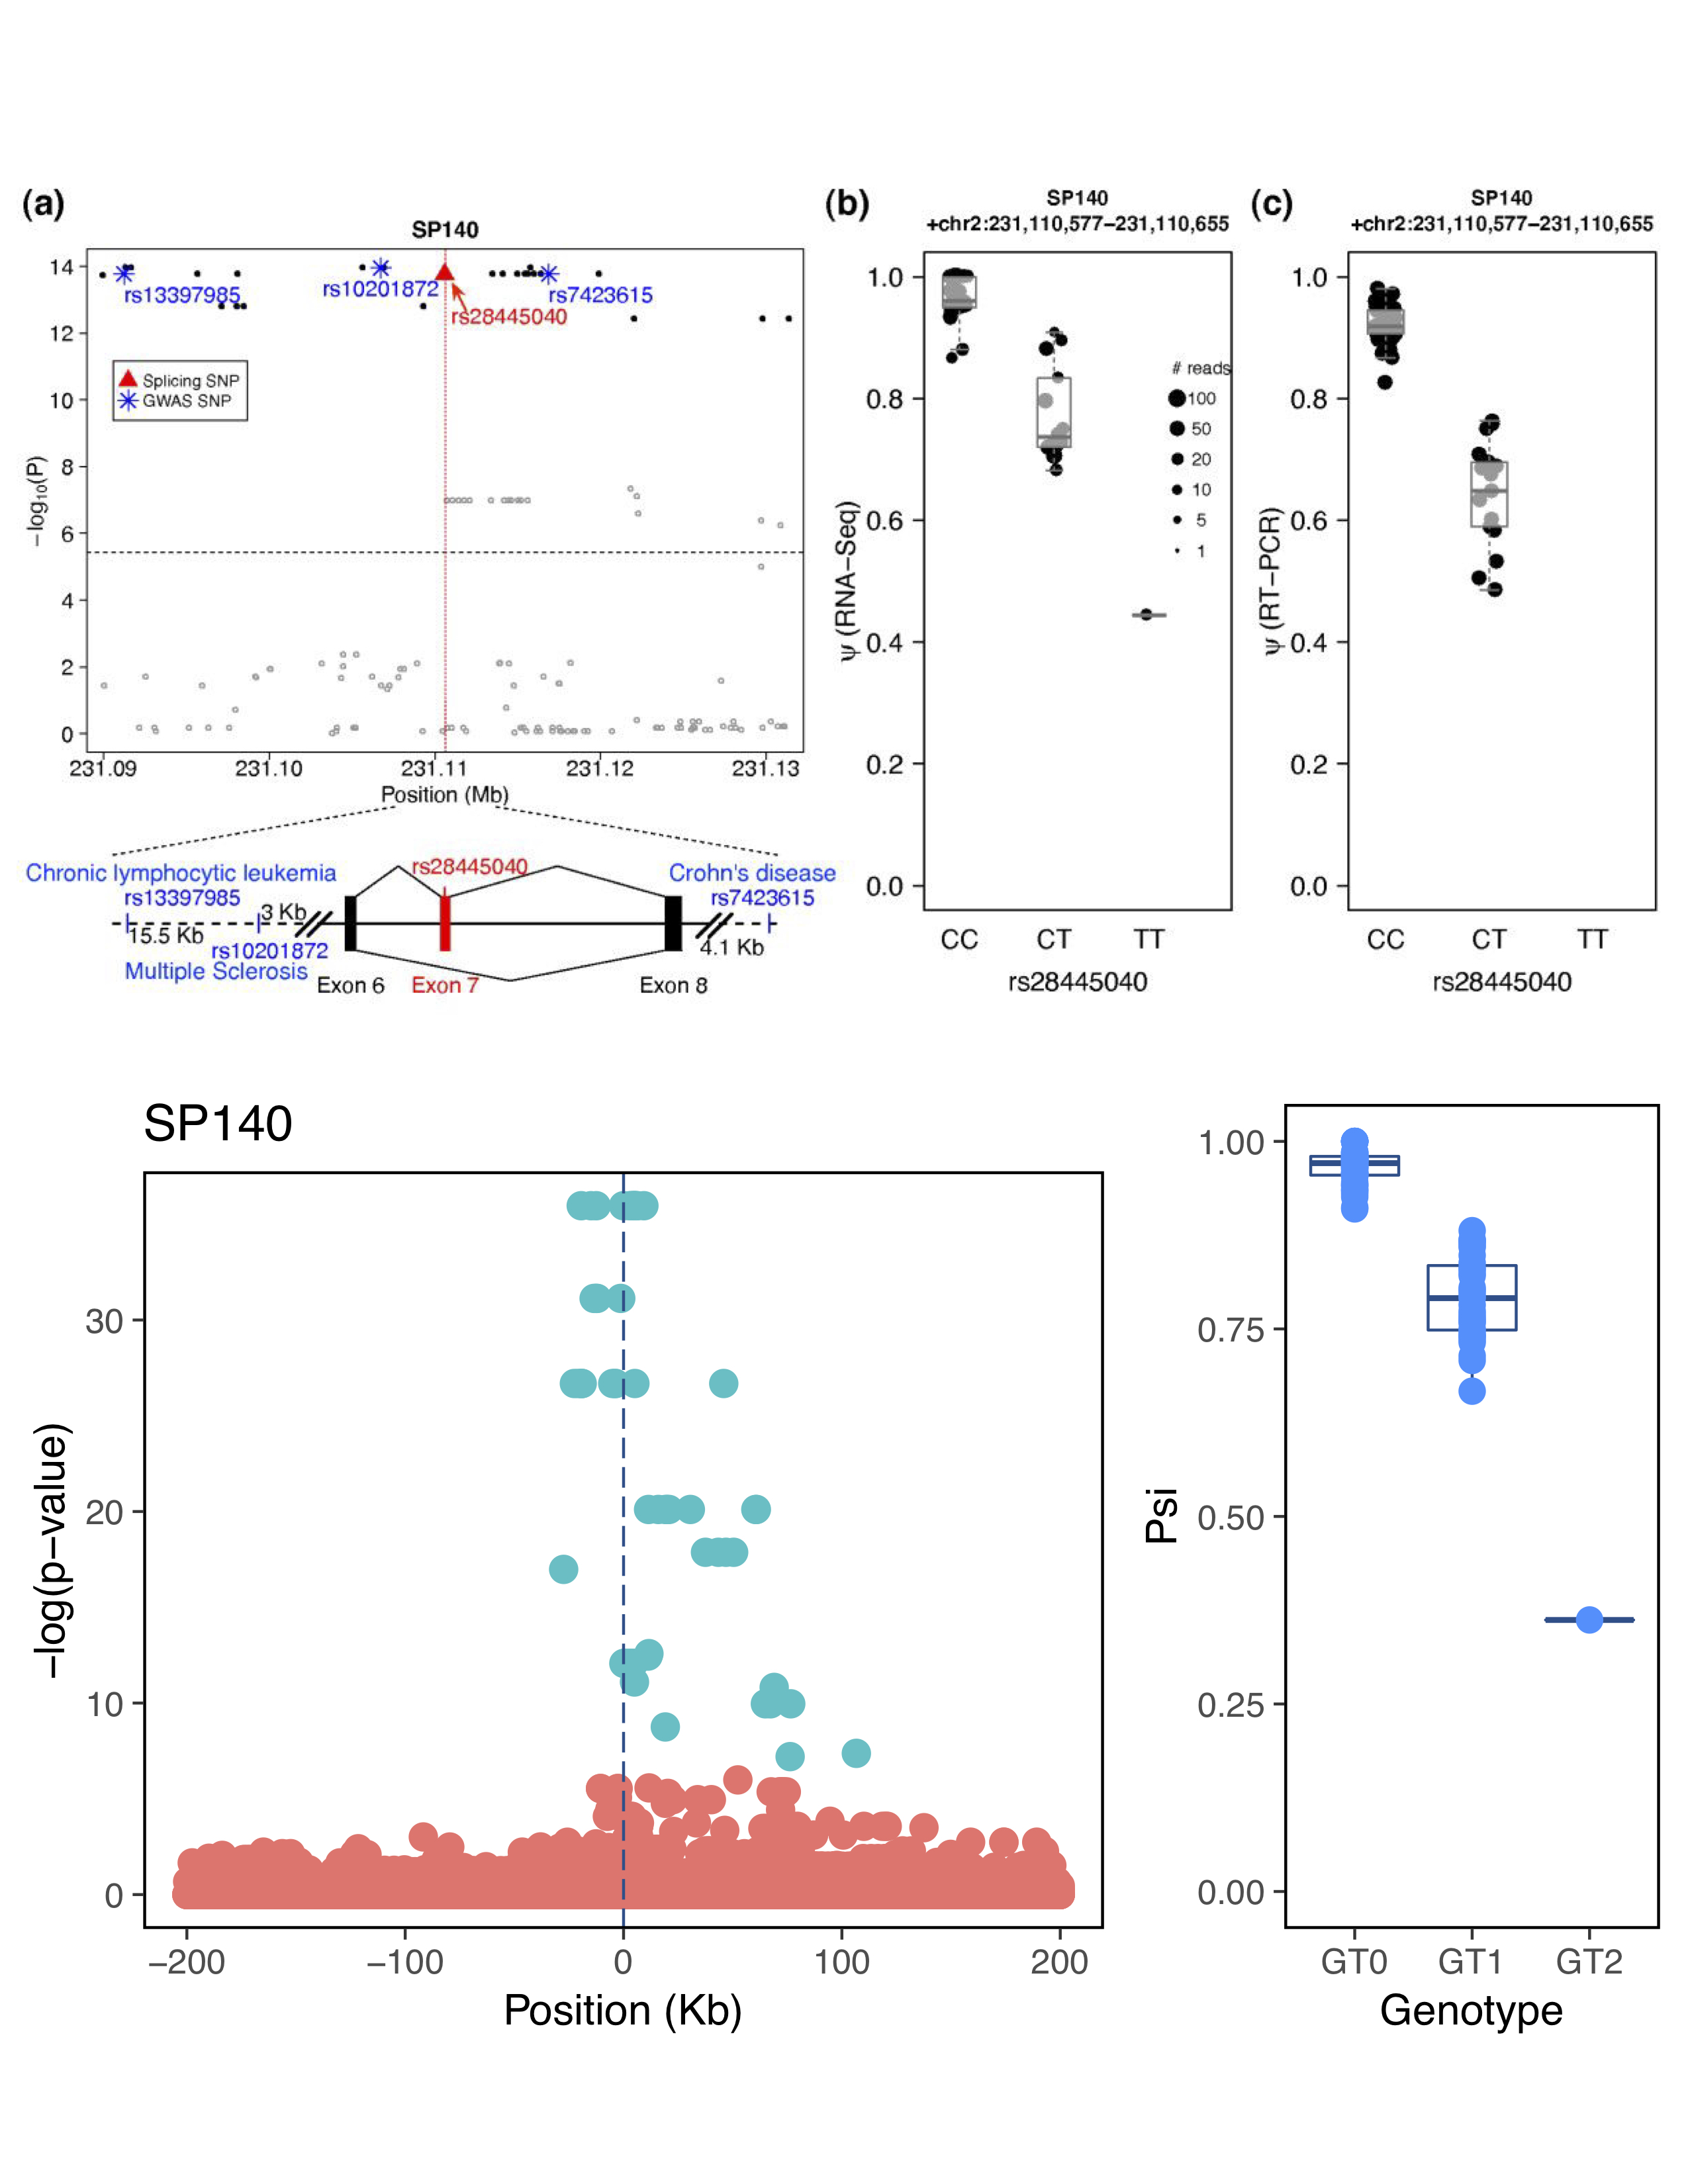 (a)
SP140
14
12
10
8
6
4
2
0
−log10(P)
rs13397985
rs10201872
rs7423615
rs28445040
Splicing SNP
GWAS SNP
231.09 231.10 231.11 231.12 231.13
Position (Mb)
Chronic lymphocytic leukemia
rs13397985
15.5 Kb
3 Kb
rs10201872
Multiple Sclerosis
rs28445040
Crohn's disease
rs7423615
4.1 Kb
Exon 6 Exon 7 Exon 8
(b)
SP140
+chr2:231,110,577−231,110,655
1.0
0.8
0.6
0.4
0.2
0.0
ψ (RNA−Seq)
# reads
100
50
20
10
5
1
CC CT TT
rs28445040
(c)
SP140
+chr2:231,110,577−231,110,655
1.0
0.8
0.6
0.4
0.2
0.0
ψ (RT−PCR)
CC CT TT
rs28445040
SP140
30
20
10
0
−log(p−value)
−200 −100 0 100 200
Position (Kb)
1.00
0.75
0.50
0.25
0.00
Psi
GT0 GT1 GT2
Genotype